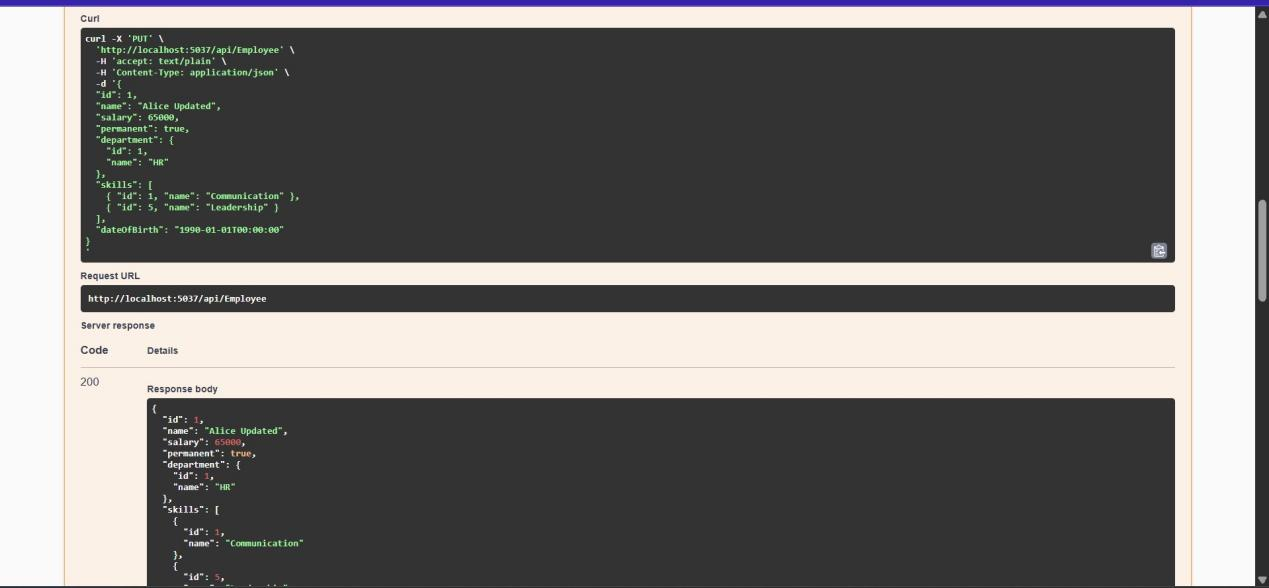 Curl
curl -X 'PUT' \
'http://localhost:5037/api/Employee' \
-H 'accept: text/plain' \
-H 'Content-Type: application/json' \
-d '{
"id": 1,
"name": "Alice Updated",
"salary": 65000,
"permanent": true,
"department": {
"id": 1,
"name": "HR"
},
"skills": [
{ "id": 1, "name": "Communication" },
{ "id": 5, "name": "Leadership" }
],
"dateOfBirth": "1990-01-01T00:00:00"
}
'
Request URL
http://localhost:5037/api/Employee
Server response
Code Details
200
Response body
{
"id": 1,
"name": "Alice Updated",
"salary": 65000,
"permanent": true,
"department": {
"id": 1,
"name": "HR"
},
"skills": [
{
"id": 1,
"name": "Communication"
},
{
"id": 5,